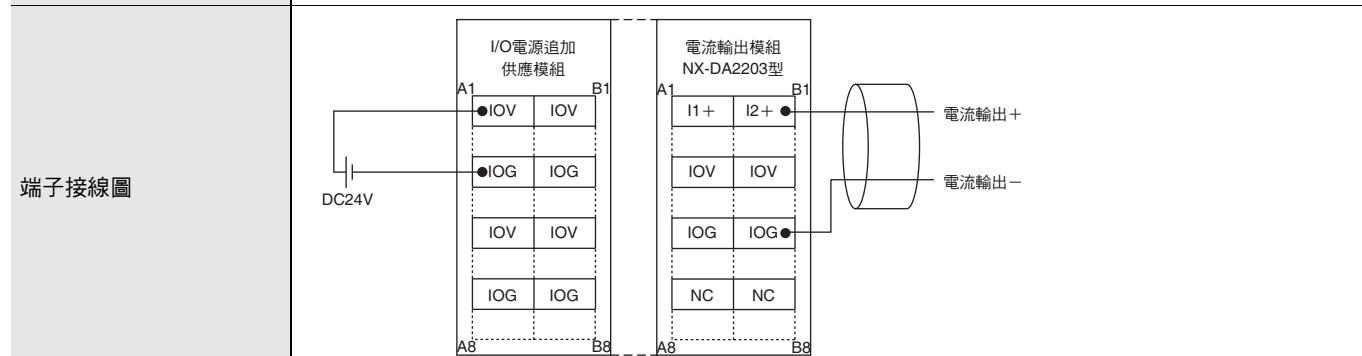 端子接線圖
I/O電源追加
供應模組
A1 B1
IOV IOV
IOG IOG
IOV IOV
IOG IOG
A8 B8
DC24V
電流輸出模組
NX-DA2203型
A1 B1
I1+ I2+
IOV IOV
IOG IOG
NC NC
A8 B8
電流輸出+
電流輸出-